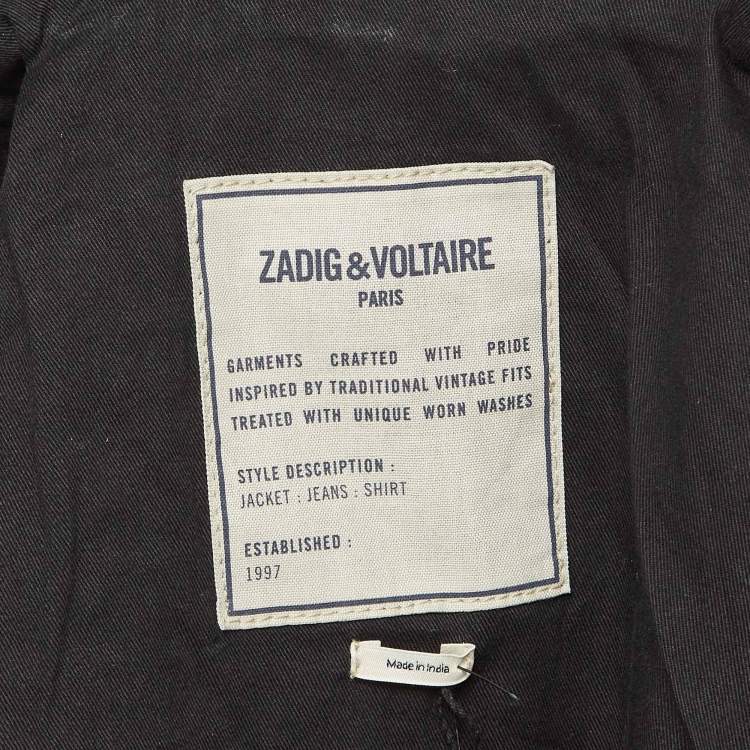 ZADIG&VOLTAIRE
PARIS
GARMENTS CRAFTED WITH PRIDE
INSPIRED BY TRADITIONAL VINTAGE FITS
TREATED WITH UNIQUE WORN WASHES
STYLE DESCRIPTION :
JACKET : JEANS : SHIRT
ESTABLISHED :
1997
Made in India